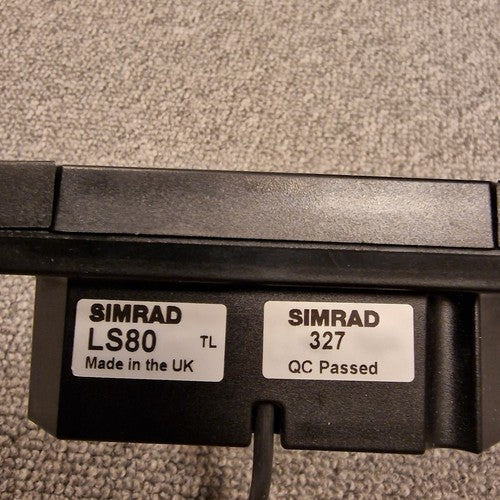 SIMRAD
LS80 TL
Made in the UK
SIMRAD
327
QC Passed